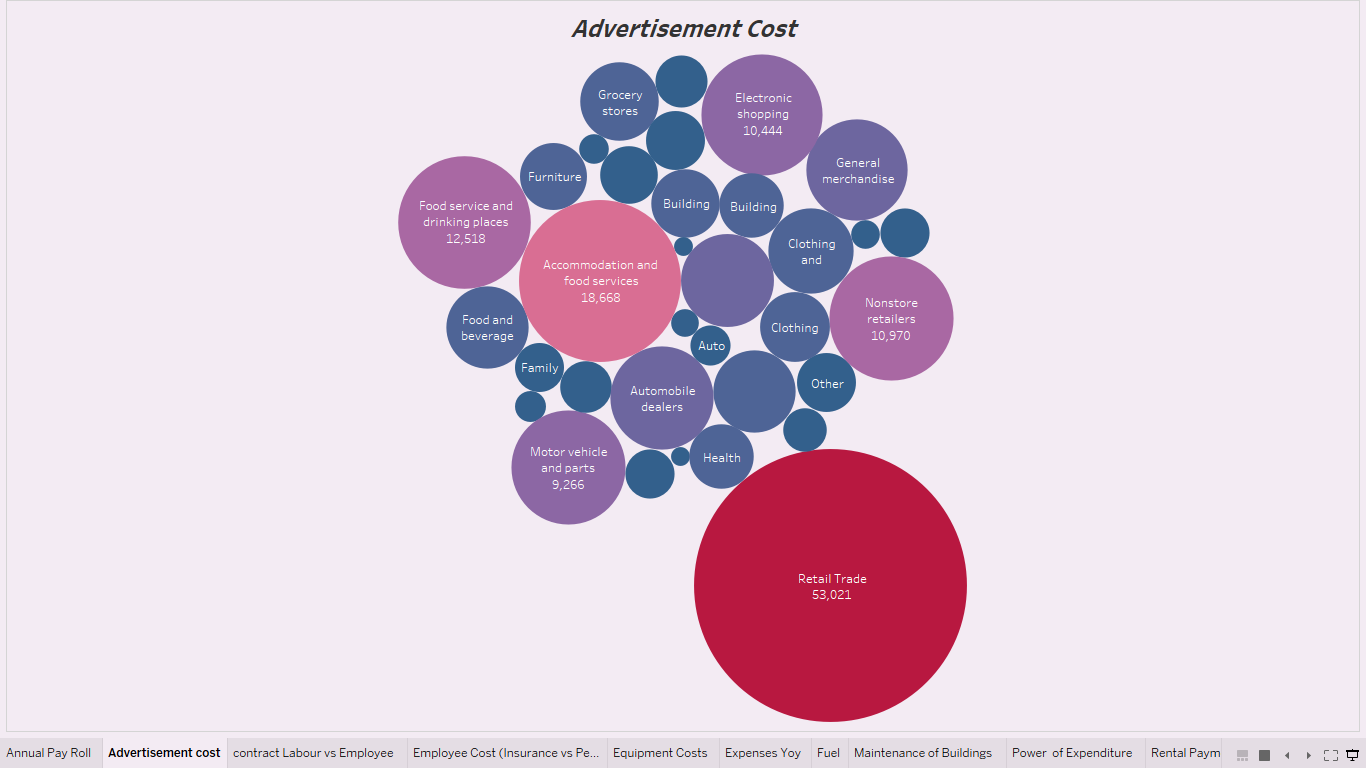 Advertisement Cost
Grocery
stores
Electronic
shopping
10,444
General
merchandise
Furniture
Food service and
drinking places
12,518
Building
Building
Clothing
and
Accommodation and
food services
18,668
Nonstore
retailers
10,970
Food and
beverage
Clothing
Auto
Family
Other
Automobile
dealers
Motor vehicle
and parts
9,266
Health
Retail Trade
53,021
Annual Pay Roll
Advertisement cost
contract Labour vs Employee
Employee Cost (Insurance vs Pe...
Equipment Costs
Expenses Yoy
Fuel
Maintenance of Buildings
Power of Expenditure
Rental Paym